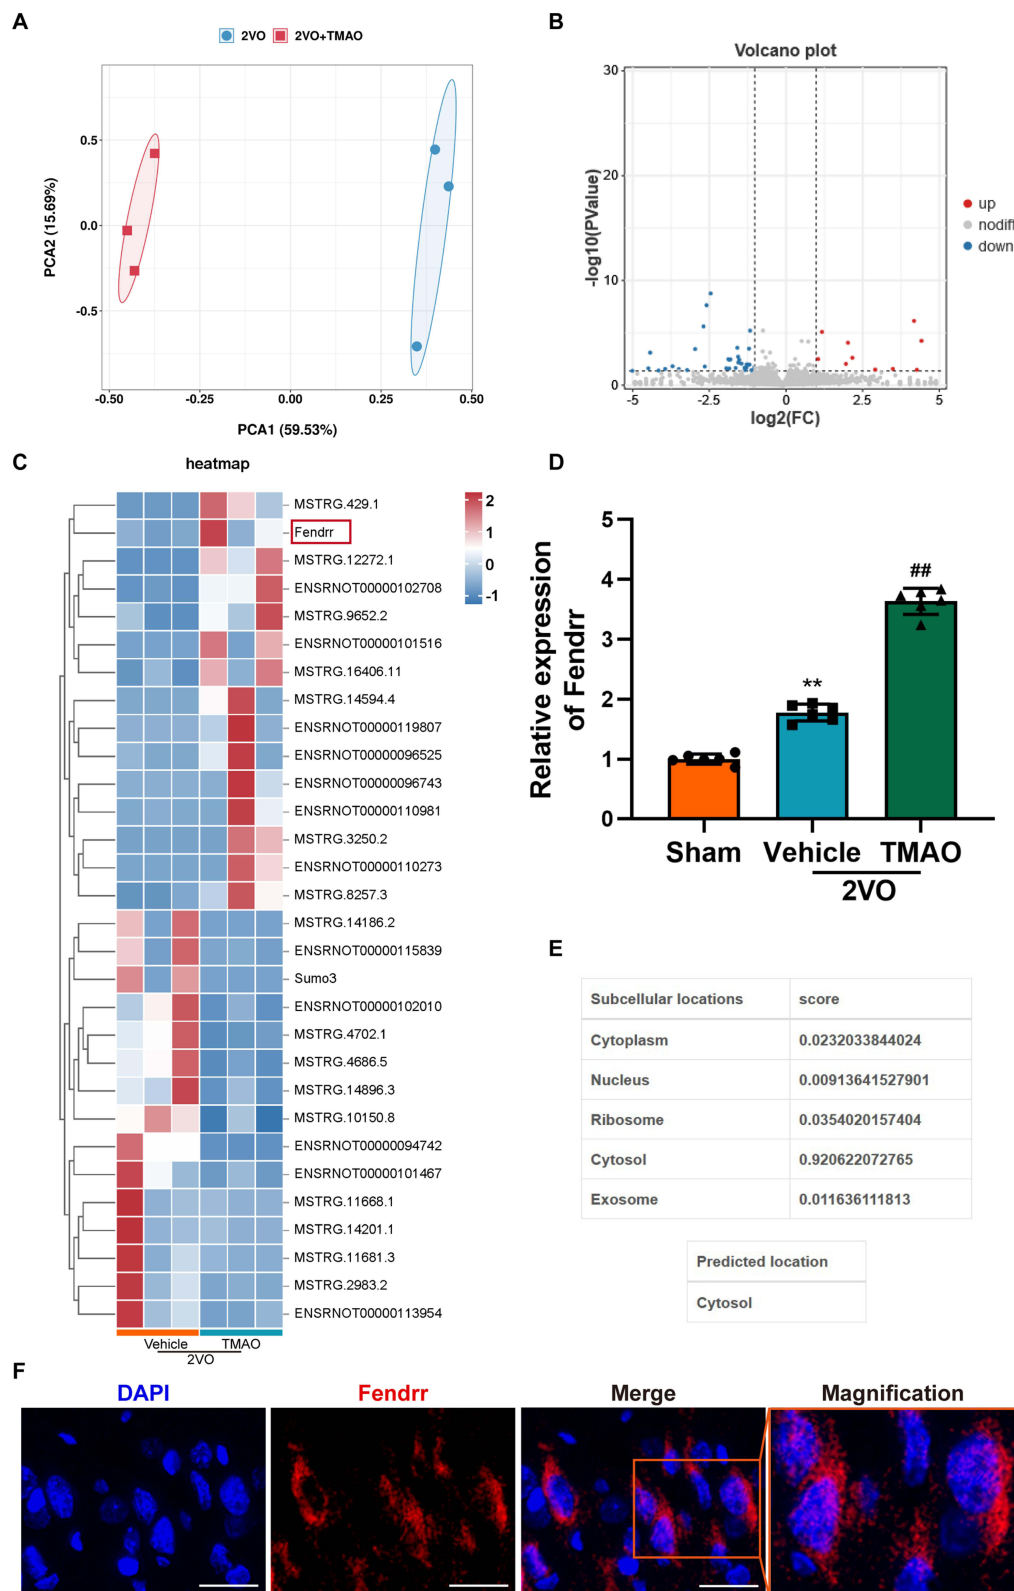 A
2VO 2VO+TMAO
PCA2 (15.69%)
0.5
0.0
-0.5
-0.50 -0.25 0.00 0.25 0.50
PCA1 (59.53%)
B
Volcano plot
-log10(PValue)
30
20
10
0
-5 -2.5 0 2.5 5
log2(FC)
up
nodiff
down
C
heatmap
MSTRG.429.1
Fendrr
MSTRG.12272.1
ENSRNOT00000102708
MSTRG.9652.2
ENSRNOT00000101516
MSTRG.16406.11
MSTRG.14594.4
ENSRNOT00000119807
ENSRNOT00000096525
ENSRNOT00000096743
ENSRNOT00000110981
MSTRG.3250.2
ENSRNOT00000110273
MSTRG.8257.3
MSTRG.14186.2
ENSRNOT00000115839
Sumo3
ENSRNOT00000102010
MSTRG.4702.1
MSTRG.4686.5
MSTRG.14896.3
MSTRG.10150.8
ENSRNOT00000094742
ENSRNOT00000101467
MSTRG.11668.1
MSTRG.14201.1
MSTRG.11681.3
MSTRG.2983.2
ENSRNOT00000113954
2
1
0
-1
Vehicle TMAO
2VO
D
Relative expression
of Fendrr
5
4
3
2
1
0
**
##
Sham Vehicle TMAO
2VO
E
Subcellular locations score
Cytoplasm 0.0232033844024
Nucleus 0.00913641527901
Ribosome 0.0354020157404
Cytosol 0.920622072765
Exosome 0.011636111813
Predicted location
Cytosol
F
DAPI Fendrr Merge Magnification